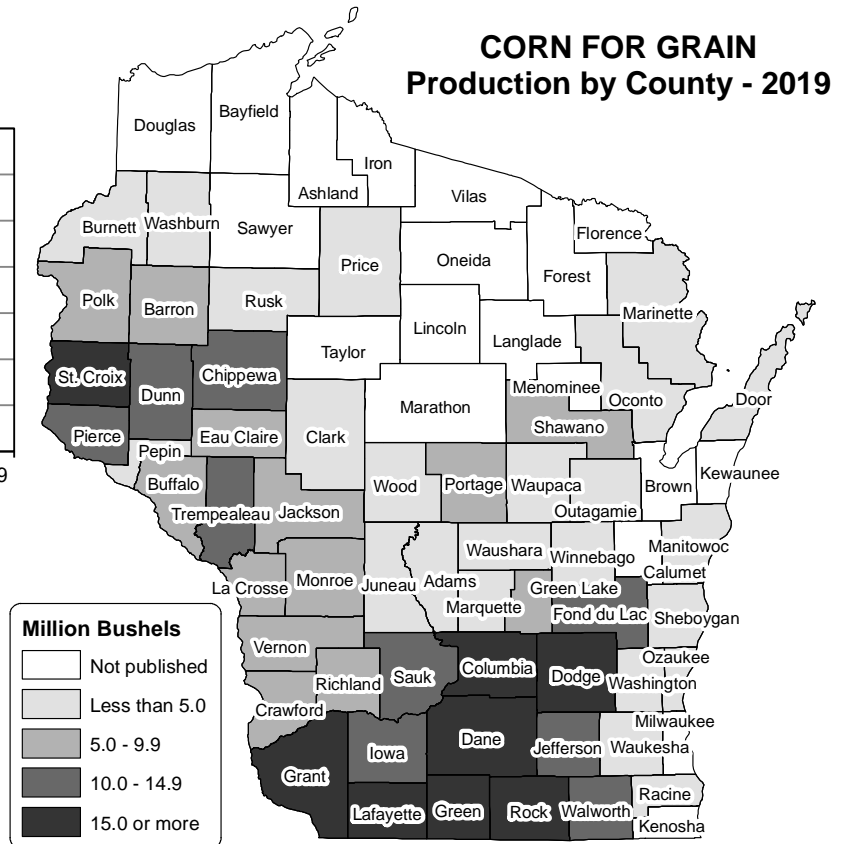 CORN FOR GRAIN
Production by County - 2019
Douglas
Bayfield
Ashland
Iron
Vilas
Burnett
Washburn
Sawyer
Price
Oneida
Florence
Forest
Marinette
Polk
Barron
Rusk
Lincoln
Langlade
Taylor
St. Croix
Dunn
Chippewa
Menominee
Oconto
Door
Marathon
Shawano
Pierce
Pepin
Eau Claire
Clark
Buffalo
Wood
Portage
Waupaca
Outagamie
Brown
Kewaunee
9
Trempealeau
Jackson
Waushara
Winnebago
Manitowoc
Calumet
La Crosse
Monroe
Juneau
Adams
Marquette
Green Lake
Fond du Lac
Sheboygan
Vernon
Richland
Sauk
Columbia
Dodge
Ozaukee
Washington
Crawford
Milwaukee
Grant
Iowa
Dane
Jefferson
Waukesha
Lafayette
Green
Rock
Walworth
Racine
Kenosha
Million Bushels
Not published
Less than 5.0
5.0 - 9.9
10.0 - 14.9
15.0 or more